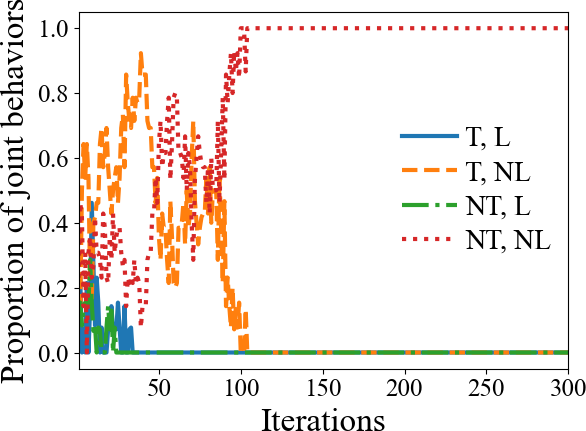 Proportion of joint behaviors
1.0
0.8
0.6
0.4
0.2
0.0
T, L
T, NL
NT, L
NT, NL
50 100 150 200 250 300
Iterations